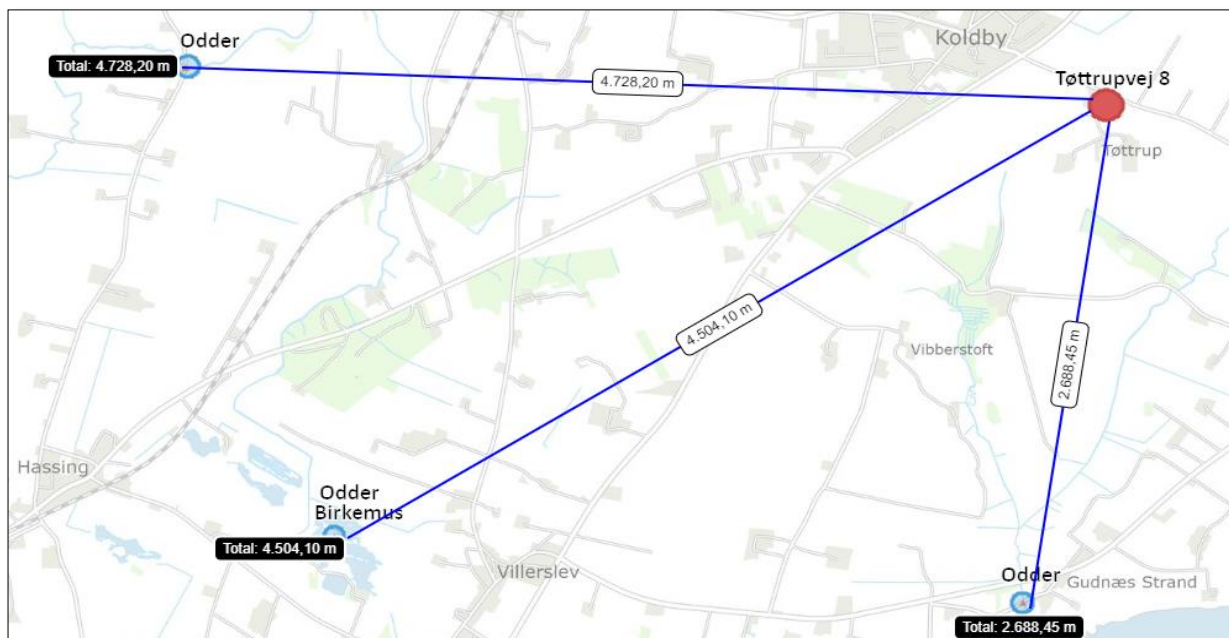 Odder
Koldby
Total: 4.728,20 m
4.728,20 m
Tøttrupvej 8
Tøttrup
4.504,10 m
2.688,45 m
Vibberstoft
Hassing
Odder
Birkemus
Total: 4.504,10 m
Villerslev
Odder
Gudnæs Strand
Total: 2.688,45 m